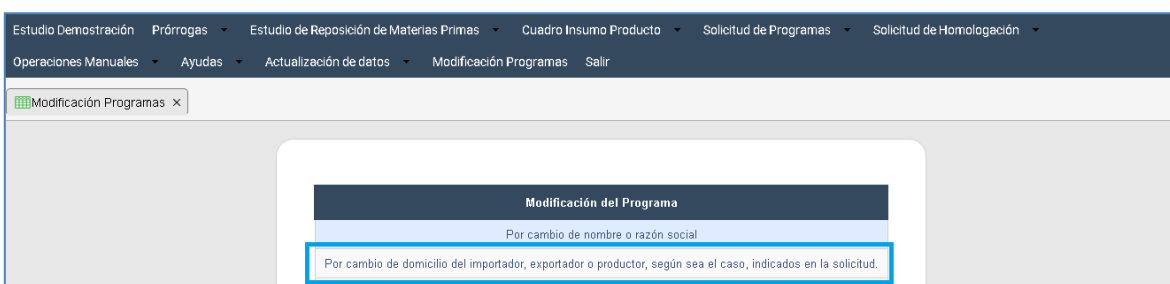 Estudio Demostración Prórrogas Estudio de Reposición de Materias Primas Cuadro Insumo Producto Solicitud de Programas Solicitud de Homologación
Operaciones Manuales Ayudas Actualización de datos Modificación Programas Salir
Modificación Programas ×
Modificación del Programa
Por cambio de nombre o razón social
Por cambio de domicilio del importador, exportador o productor, según sea el caso, indicados en la solicitud.